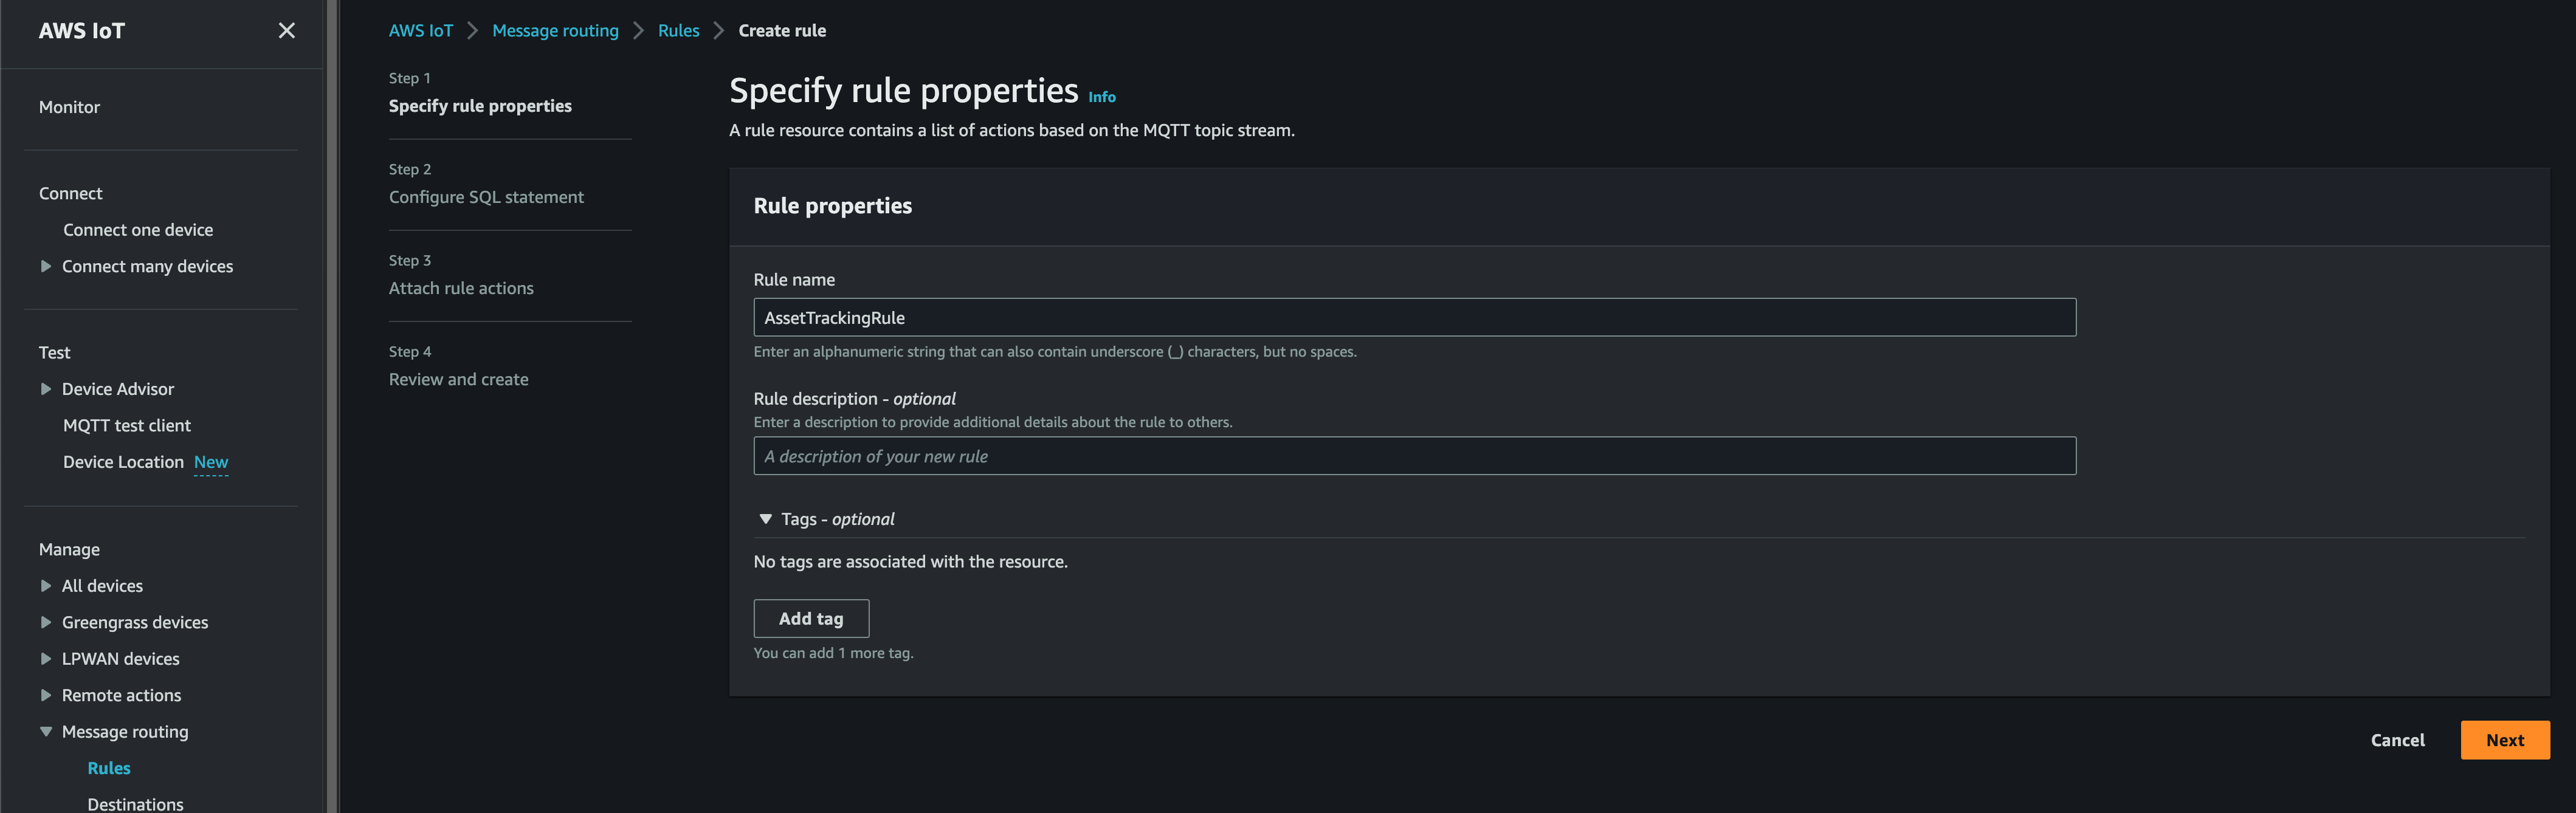 AWS IoT
Monitor
Connect
Connect one device
Connect many devices
Test
Device Advisor
MQTT test client
Device Location New
Manage
All devices
Greengrass devices
LPWAN devices
Remote actions
Message routing
Rules
Destinations
AWS IoT > Message routing > Rules > Create rule
Step 1
Specify rule properties
Step 2
Configure SQL statement
Step 3
Attach rule actions
Step 4
Review and create
Specify rule properties Info
A rule resource contains a list of actions based on the MQTT topic stream.
Rule properties
Rule name
AssetTrackingRule
Enter an alphanumeric string that can also contain underscore (_) characters, but no spaces.
Rule description - optional
Enter a description to provide additional details about the rule to others.
A description of your new rule
Tags - optional
No tags are associated with the resource.
Add tag
You can add 1 more tag.
Cancel
Next